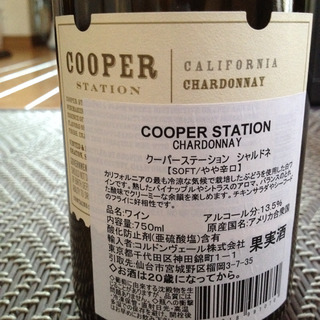 COOPER
STATION
CALIFORNIA
CHARDONNAY
COOPER STATION
CHARDONNAY
クーパーステーション シャルドネ
【SOFT/やや辛口】
カリフォルニアの最も冷涼な気候で栽培したぶどうを使用した白ワ
インです。熟したパイナップルやシトラスのアロマ、バランスのとれ
た酸味でクリーミーな余韻を楽しめます。チキンサラダやシーフード
のフライに好相性です。
品名:ワイン
アルコール分:13.5%
内容量:750ml
原産国名:アメリカ合衆国
酸化防止剤(亜硫酸塩)含有
輸入者:コルドンヴェール株式会社
果実酒
東京都千代田区神田錦町1-1
引取先:仙台市宮城野区榴岡3-7-35
◇お酒は20歳になってから。